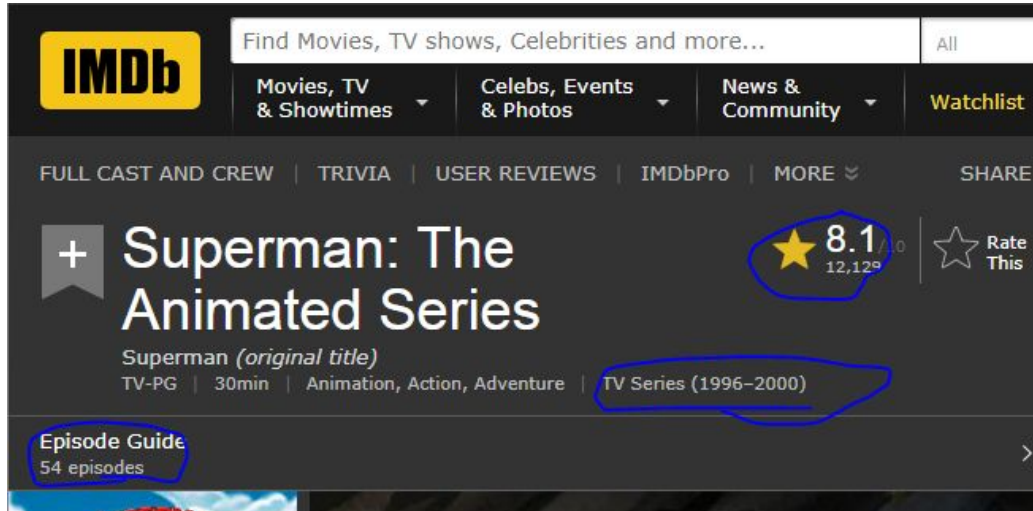 IMDb
Find Movies, TV shows, Celebrities and more...
All
Movies, TV
& Showtimes
Celebs, Events
& Photos
News &
Community
Watchlist
FULL CAST AND CREW | TRIVIA | USER REVIEWS | IMDbPro | MORE
SHARE
+
Superman: The
Animated Series
8.1/10
12,129
Rate
This
Superman (original title)
TV-PG | 30min | Animation, Action, Adventure | TV Series (1996–2000)
Episode Guide
54 episodes